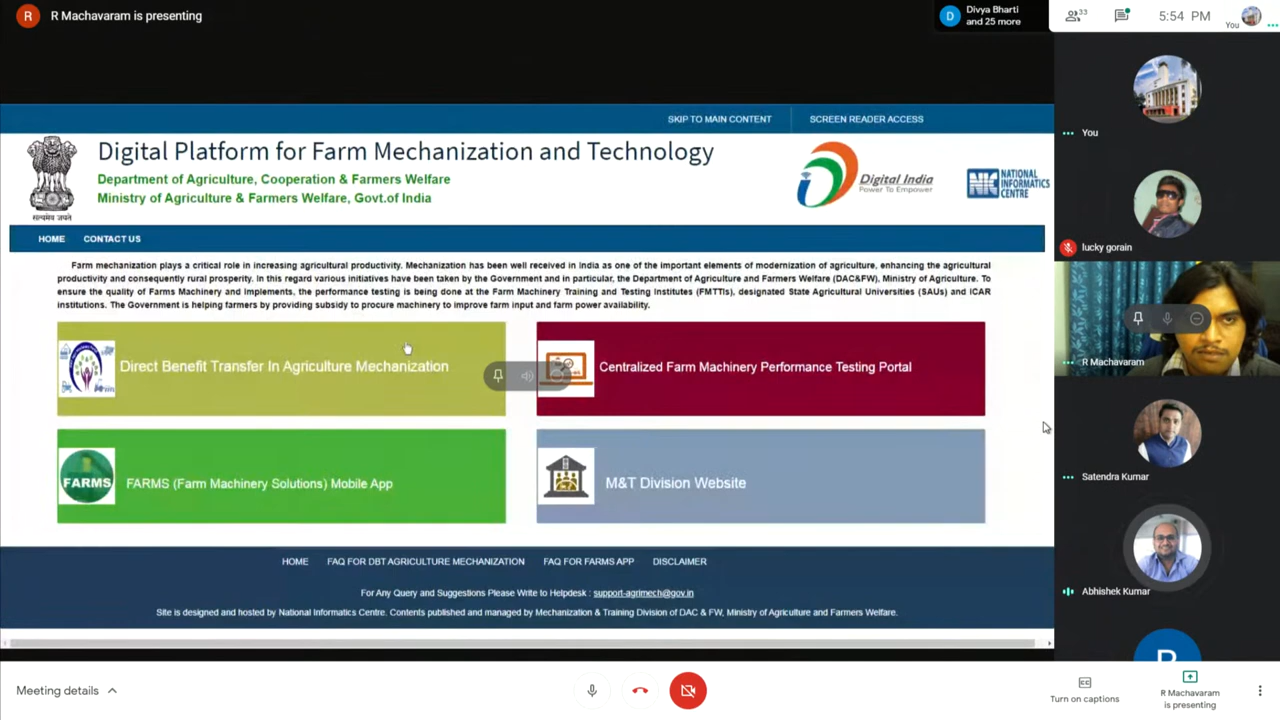 R
R Machavaram is presenting
D
Divya Bharti
and 25 more
33
5:54 PM
You
SKIP TO MAIN CONTENT
SCREEN READER ACCESS
Digital Platform for Farm Mechanization and Technology
Department of Agriculture, Cooperation & Farmers Welfare
Ministry of Agriculture & Farmers Welfare, Govt.of India
सत्यमेव जयते
Digital India
Power To Empower
NIC
NATIONAL
INFORMATICS
CENTRE
HOME
CONTACT US
Farm mechanization plays a critical role in increasing agricultural productivity. Mechanization has been well received in India as one of the important elements of modernization of agriculture, enhancing the agricultural
productivity and consequently rural prosperity. In this regard various initiatives have been taken by the Government and in particular, the Department of Agriculture and Farmers Welfare (DAC&FW), Ministry of Agriculture. To
ensure the quality of Farms Machinery and Implements, the performance testing is being done at the Farm Machinery Training and Testing Institutes (FMTTIs), designated State Agricultural Universities (SAUs) and ICAR
institutions. The Government is helping farmers by providing subsidy to procure machinery to improve farm input and farm power availability.
Direct Benefit Transfer In Agriculture Mechanization
Centralized Farm Machinery Performance Testing Portal
FARMS
FARMS (Farm Machinery Solutions) Mobile App
M&T Division Website
HOME
FAQ FOR DBT AGRICULTURE MECHANIZATION
FAQ FOR FARMS APP
DISCLAIMER
For Any Query and Suggestions Please Write to Helpdesk : support-agrimech@gov.in
Site is designed and hosted by National Informatics Centre. Contents published and managed by Mechanization & Training Division of DAC & FW, Ministry of Agriculture and Farmers Welfare.
You
lucky gorain
R Machavaram
Satendra Kumar
Abhishek Kumar
Meeting details
CC
Turn on captions
R Machavaram
is presenting